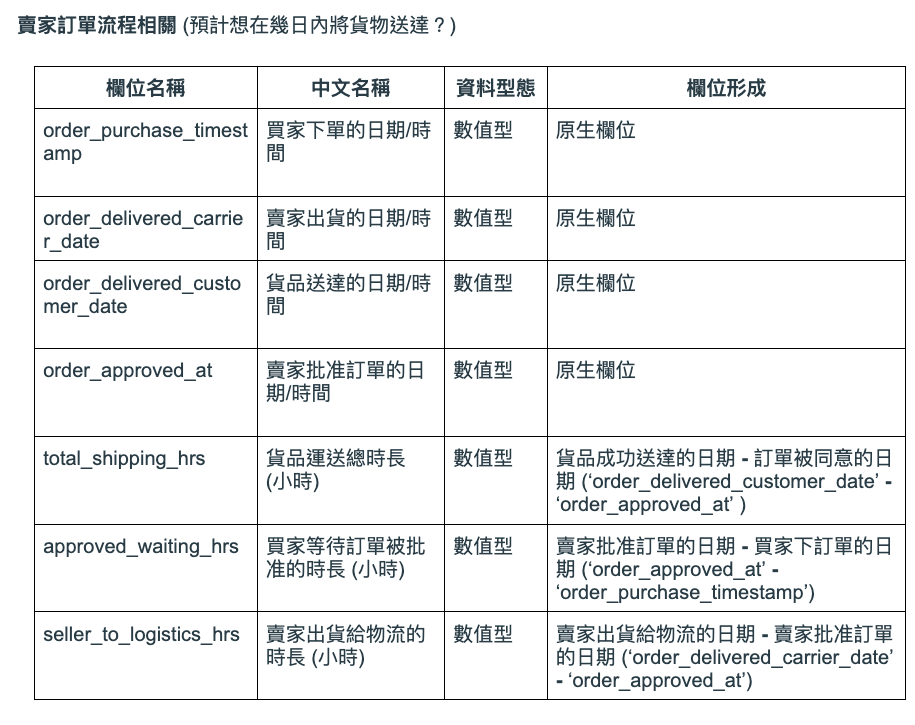 賣家訂單流程相關 (預計想在幾日內將貨物送達？)
欄位名稱 中文名稱 資料型態 欄位形成
order_purchase_timest
amp
買家下單的日期/時
間
數值型
原生欄位
order_delivered_carrie
r_date
賣家出貨的日期/時
間
數值型
原生欄位
order_delivered_custo
mer_date
貨品送達的日期/時
間
數值型
原生欄位
order_approved_at
賣家批准訂單的日
期/時間
數值型
原生欄位
total_shipping_hrs
貨品運送總時長
(小時)
數值型
貨品成功送達的日期 - 訂單被同意的日
期 (‘order_delivered_customer_date’ -
‘order_approved_at’ )
approved_waiting_hrs
買家等待訂單被批
准的時長 (小時)
數值型
賣家批准訂單的日期 - 買家下訂單的日
期 (‘order_approved_at’ -
‘order_purchase_timestamp’)
seller_to_logistics_hrs
賣家出貨給物流的
時長 (小時)
數值型
賣家出貨給物流的日期 - 賣家批准訂單
的日期 (‘order_delivered_carrier_date’
- ‘order_approved_at’)